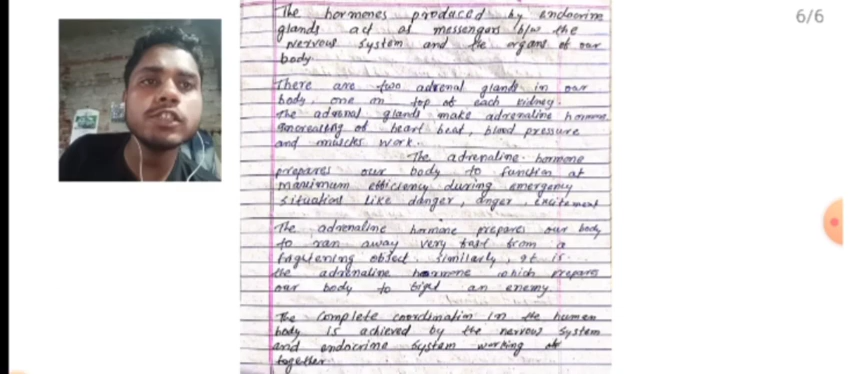 6/6
The hormones produced by endocrine
glands act as messengars b/w the
nervous system and the organs of our
body.
There are two adrenal glands in our
body, one on top of each kidney.
The adrenal glands make adrenaline hormone
increasing of heart beat, blood pressure
and muscles work.
The adrenaline hormone
prepares our body to function at
maximum efficiency during emergency
situations like danger, anger, excitement
The adrenaline hormone prepares our body
to ran away very fast from a
frightening object. similarly, it is
the adrenaline hormone which prepares
our body to fight an enemy.
The complete coordination in the human
body is achieved by the nervous system
and endocrine system working
together